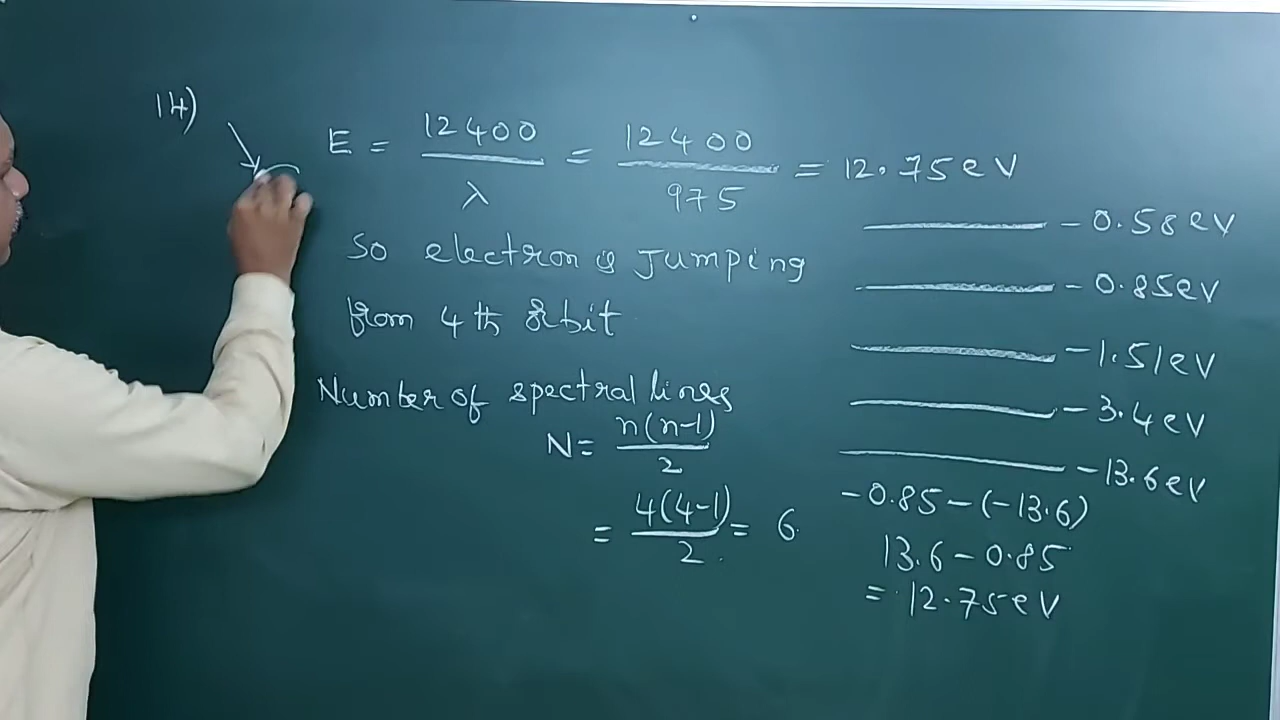 14)
E = 12400/λ = 12400/975 = 12.75 eV
So electron is Jumping
from 4th orbit
Number of spectral lines
N = n(n-1)/2
= 4(4-1)/2 = 6
- 0.58 eV
- 0.85 eV
- 1.51 eV
- 3.4 eV
- 13.6 eV
- 0.85 - (-13.6)
13.6 - 0.85
= 12.75 eV